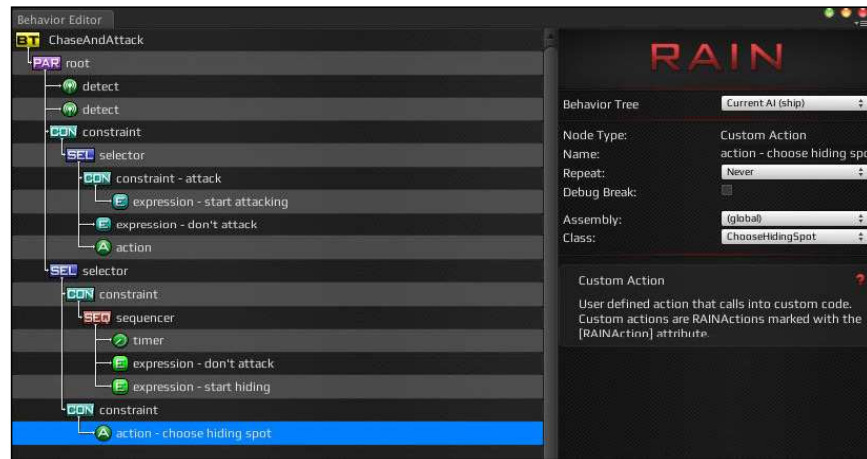 Behavior Editor
BT ChaseAndAttack
PAR root
detect
detect
CON constraint
SEL selector
CON constraint - attack
E expression - start attacking
E expression - don't attack
A action
SEL selector
CON constraint
SEQ sequencer
timer
E expression - don't attack
E expression - start hiding
CON constraint
A action - choose hiding spot
RAIN
Behavior Tree Current AI (ship)
Node Type: Custom Action
Name: action - choose hiding spo
Repeat: Never
Debug Break:
Assembly: (global)
Class: ChooseHidingSpot
Custom Action ?
User defined action that calls into custom code.
Custom actions are RAINActions marked with the
[RAINAction] attribute.